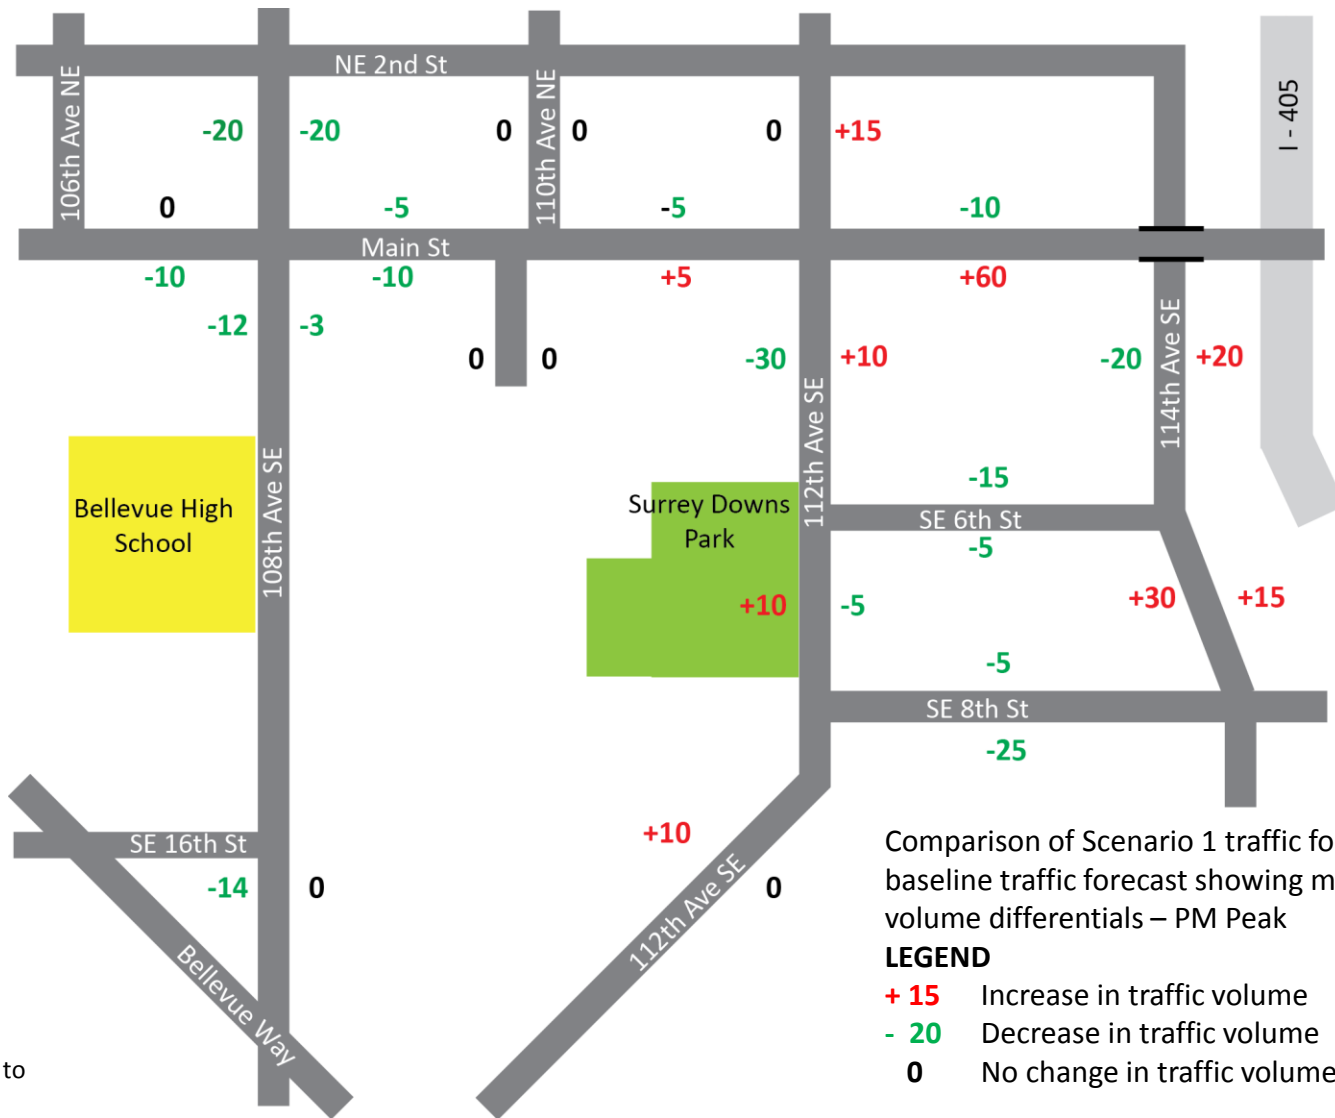 NE 2nd St
106th Ave NE
110th Ave NE
I - 405
-20
-20
0
0
0
+15
0
-5
-5
-10
Main St
-10
-10
+5
+60
-12
-3
0
0
-30
+10
-20
+20
114th Ave SE
112th Ave SE
108th Ave SE
Bellevue High
School
Surrey Downs
Park
-15
SE 6th St
-5
+10
-5
+30
+15
-5
SE 8th St
-25
+10
SE 16th St
-14
0
112th Ave SE
0
Bellevue Way
Comparison of Scenario 1 traffic fo
baseline traffic forecast showing m
volume differentials – PM Peak
LEGEND
+ 15 Increase in traffic volume
- 20 Decrease in traffic volume
0 No change in traffic volume
to